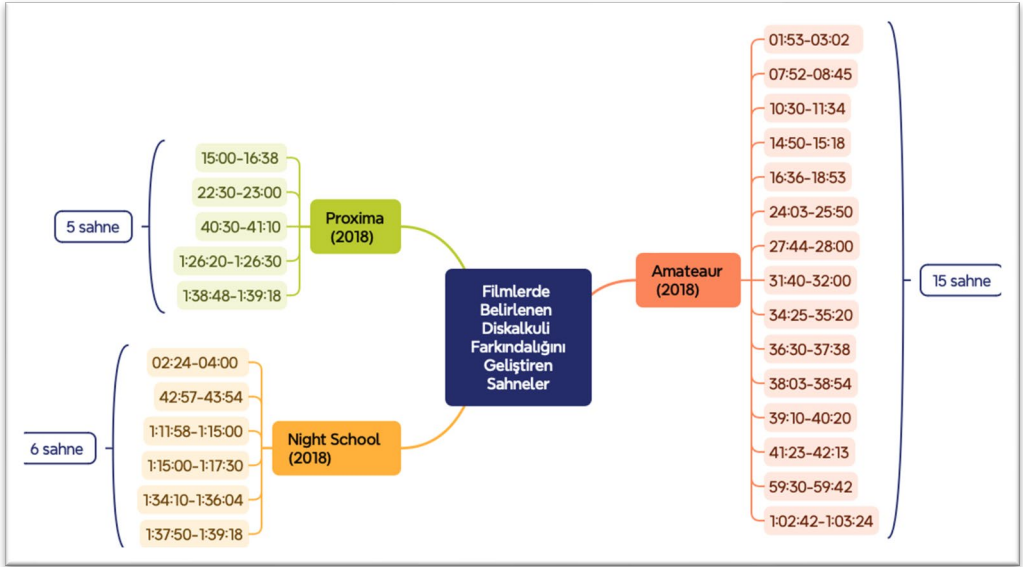 Filmlerde
Belirlenen
Diskalkuli
Farkındalığını
Geliştiren
Sahneler
Proxima
(2018)
15:00-16:38
22:30-23:00
40:30-41:10
1:26:20-1:26:30
1:38:48-1:39:18
5 sahne
Night School
(2018)
02:24-04:00
42:57-43:54
1:11:58-1:15:00
1:15:00-1:17:30
1:34:10-1:36:04
1:37:50-1:39:18
6 sahne
Amateaur
(2018)
01:53-03:02
07:52-08:45
10:30-11:34
14:50-15:18
16:36-18:53
24:03-25:50
27:44-28:00
31:40-32:00
34:25-35:20
36:30-37:38
38:03-38:54
39:10-40:20
41:23-42:13
59:30-59:42
1:02:42-1:03:24
15 sahne